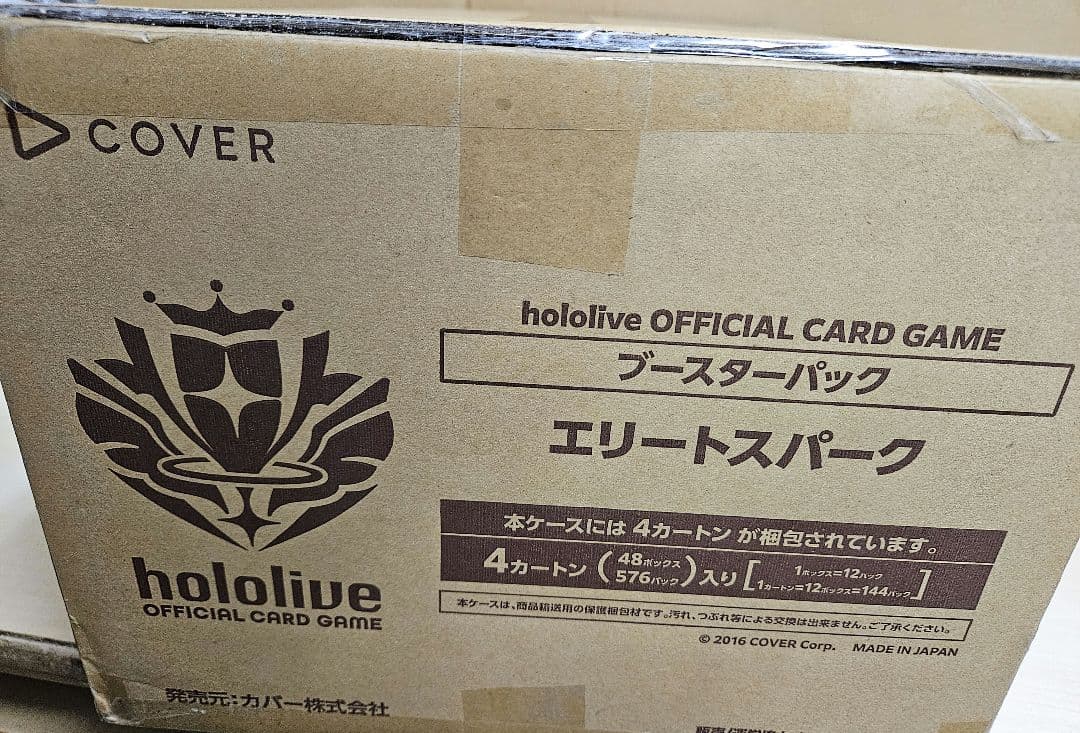 COVER
hololive OFFICIAL CARD GAME
ブースターパック
エリートスパーク
本ケースには 4カートン が梱包されています。
4カートン(48ボックス 576パック)入り[1ボックス=12パック 1カートン=12ボックス=144パック]
本ケースは、商品輸送用の保護梱包材です。汚れ、つぶれ等による交換は出来ません。ご了承ください。
© 2016 COVER Corp. MADE IN JAPAN
hololive
OFFICIAL CARD GAME
発売元:カバー株式会社